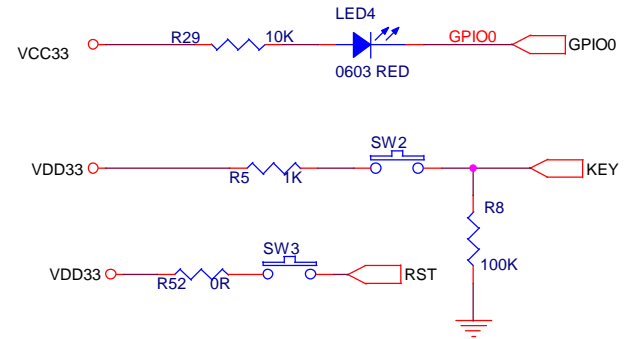 LED4
R29 10K GPIO0
VCC33 GPIO0
0603 RED
SW2
VDD33 KEY
R5 1K
R8
SW3
100K
VDD33 RST
R52 0R